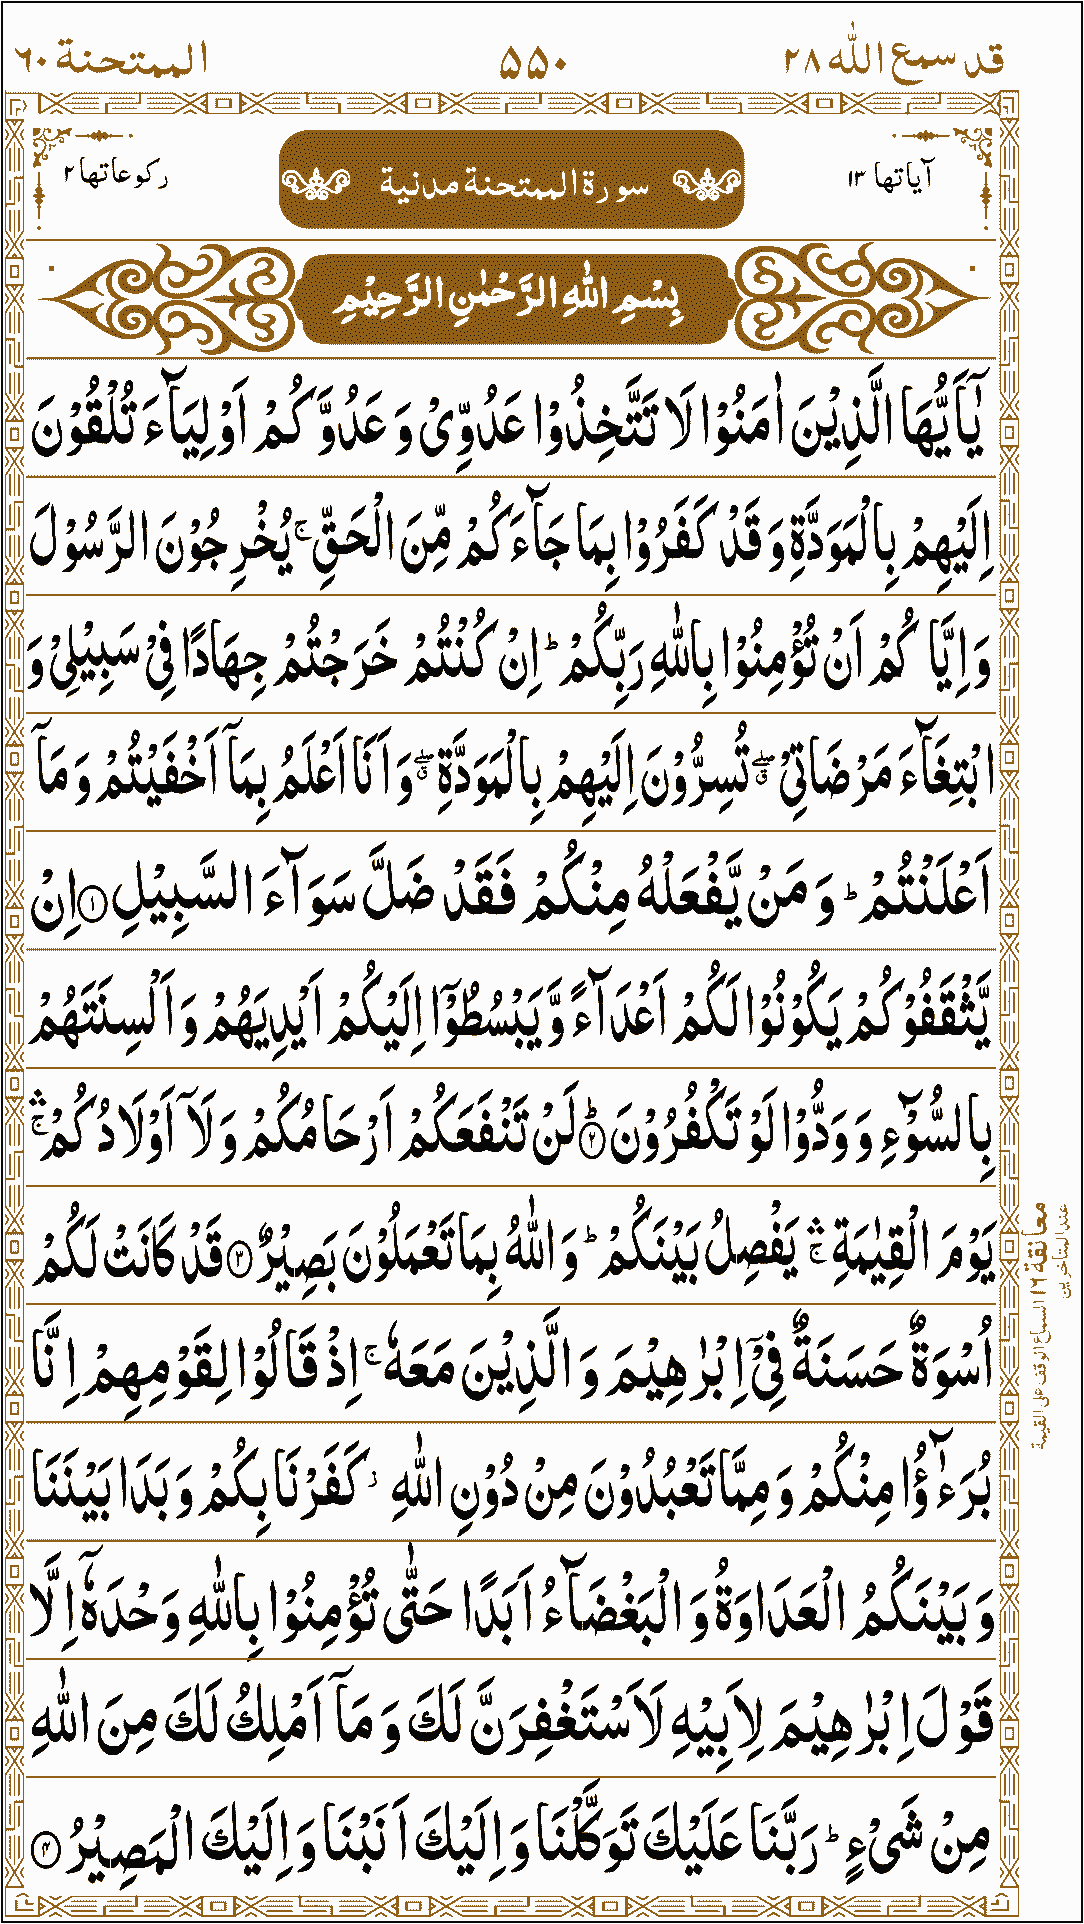 قد سمع الله ٢٨
۵۵۰
الممتحنة ٦٠
آياتها ١٣
سورة الممتحنة مدنية
ركوعاتها ٢
بِسْمِ اللّٰهِ الرَّحْمٰنِ الرَّحِيْمِ
يٰۤاَيُّهَا الَّذِيْنَ اٰمَنُوْا لَا تَتَّخِذُوْا عَدُوِّىْ وَ عَدُوَّكُمْ اَوْلِيَآءَ تُلْقُوْنَ
اِلَيْهِمْ بِالْمَوَدَّةِ وَ قَدْ كَفَرُوْا بِمَا جَآءَكُمْ مِّنَ الْحَقِّ ۚ يُخْرِجُوْنَ الرَّسُوْلَ
وَ اِيَّاكُمْ اَنْ تُؤْمِنُوْا بِاللّٰهِ رَبِّكُمْ ؕ اِنْ كُنْتُمْ خَرَجْتُمْ جِهَادًا فِىْ سَبِيْلِىْ وَ
ابْتِغَآءَ مَرْضَاتِىْ ۖۗ تُسِرُّوْنَ اِلَيْهِمْ بِالْمَوَدَّةِ ۖۗ وَ اَنَا اَعْلَمُ بِمَاۤ اَخْفَيْتُمْ وَ مَاۤ
اَعْلَنْتُمْ ؕ وَ مَنْ يَّفْعَلْهُ مِنْكُمْ فَقَدْ ضَلَّ سَوَآءَ السَّبِيْلِ ۝١ اِنْ
يَّثْقَفُوْكُمْ يَكُوْنُوْا لَكُمْ اَعْدَآءً وَّ يَبْسُطُوْۤا اِلَيْكُمْ اَيْدِيَهُمْ وَ اَلْسِنَتَهُمْ
بِالسُّوْٓءِ وَ وَدُّوْا لَوْ تَكْفُرُوْنَ ؕ۝٢ لَنْ تَنْفَعَكُمْ اَرْحَامُكُمْ وَ لَاۤ اَوْلَادُكُمْ ۛۚ
يَوْمَ الْقِيٰمَةِ ۛۚ يَفْصِلُ بَيْنَكُمْ ؕ وَ اللّٰهُ بِمَا تَعْمَلُوْنَ بَصِيْرٌ ۝٣ قَدْ كَانَتْ لَكُمْ
اُسْوَةٌ حَسَنَةٌ فِىْۤ اِبْرٰهِيْمَ وَ الَّذِيْنَ مَعَهٗ ۚ اِذْ قَالُوْا لِقَوْمِهِمْ اِنَّا
بُرَءٰٓؤُا مِنْكُمْ وَ مِمَّا تَعْبُدُوْنَ مِنْ دُوْنِ اللّٰهِ ؗ كَفَرْنَا بِكُمْ وَ بَدَا بَيْنَنَا
وَ بَيْنَكُمُ الْعَدَاوَةُ وَ الْبَغْضَآءُ اَبَدًا حَتّٰى تُؤْمِنُوْا بِاللّٰهِ وَحْدَهٗۤ اِلَّا
قَوْلَ اِبْرٰهِيْمَ لِاَبِيْهِ لَاَسْتَغْفِرَنَّ لَكَ وَ مَاۤ اَمْلِكُ لَكَ مِنَ اللّٰهِ
مِنْ شَىْءٍ ؕ رَبَّنَا عَلَيْكَ تَوَكَّلْنَا وَ اِلَيْكَ اَنَبْنَا وَ اِلَيْكَ الْمَصِيْرُ ۝٤
معانقة ١٦ السماع الوقف على القيمة
عند المتأخرين